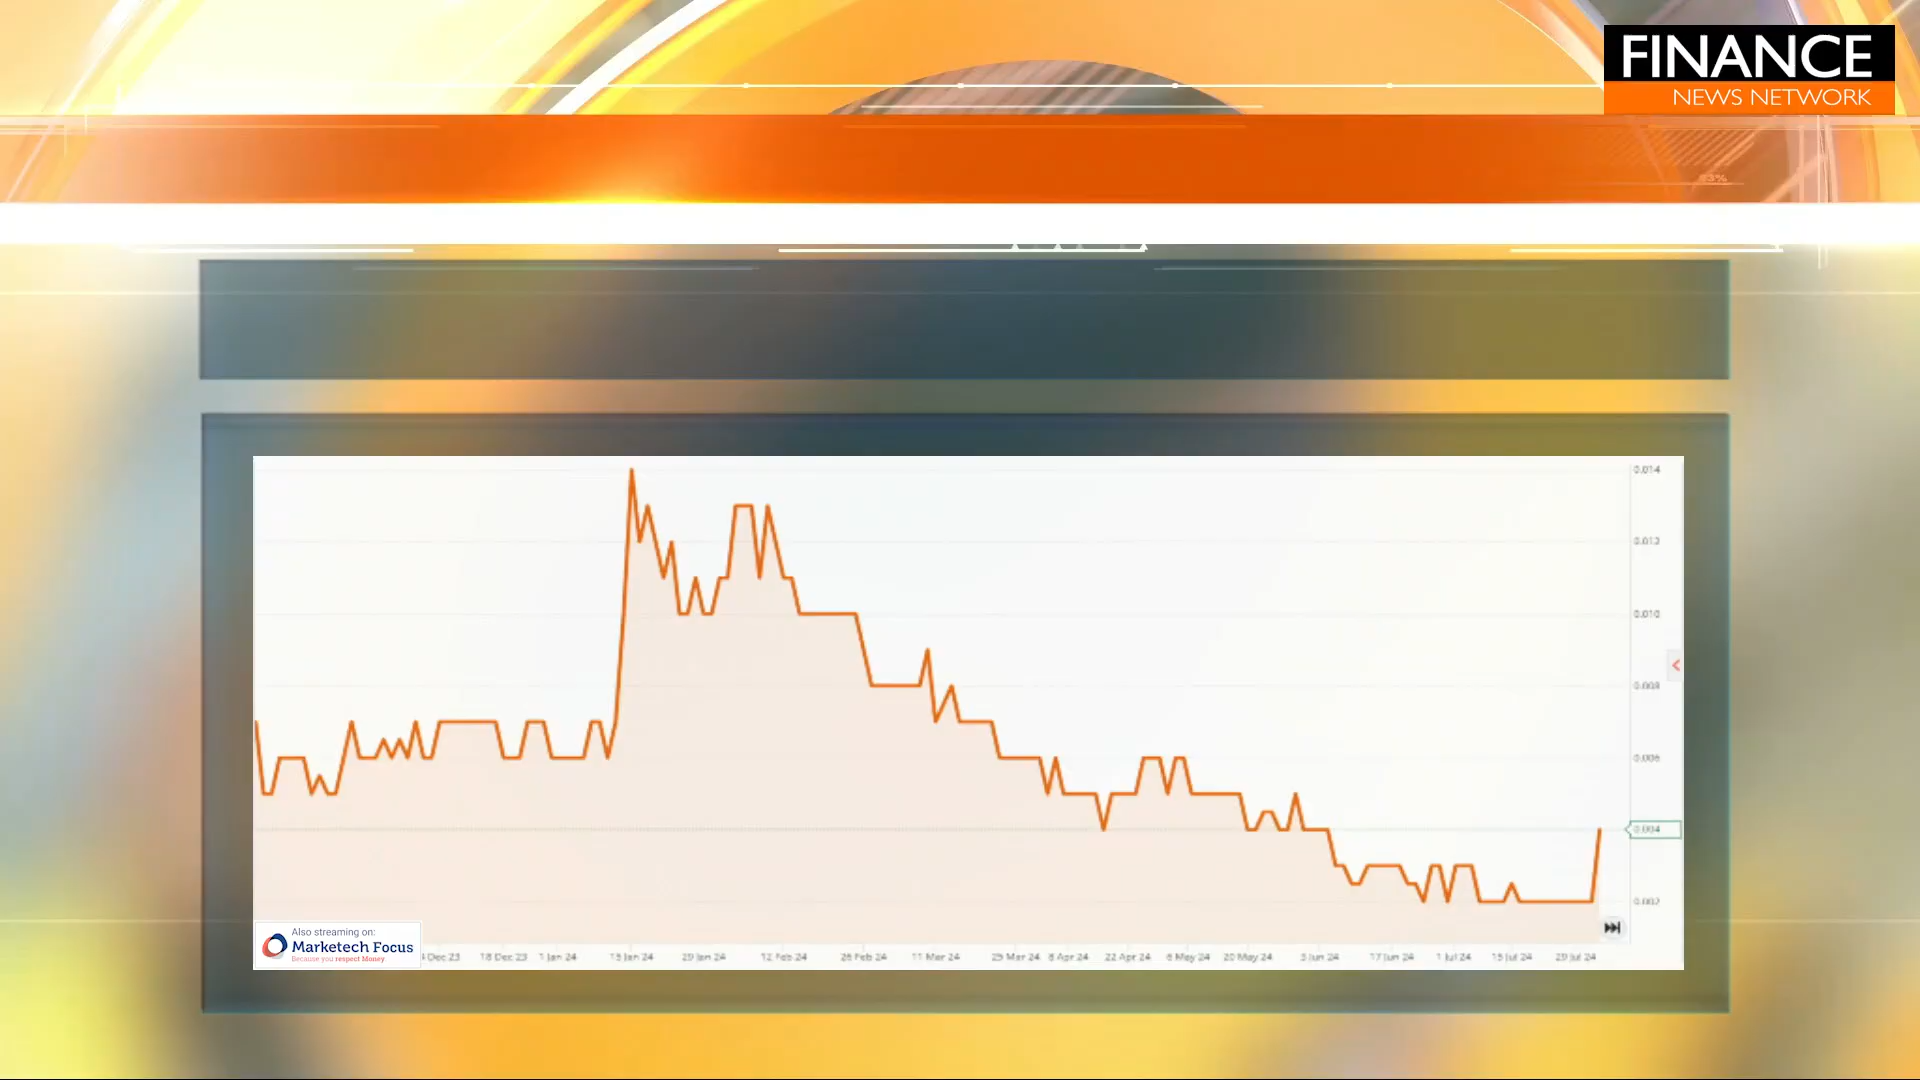 FINANCE
NEWS NETWORK
93%
0.014
0.012
0.010
0.008
0.006
0.004
0.002
Also streaming on:
Marketech Focus
Because you respect Money
4 Dec 23 18 Dec 23 1 Jan 24 15 Jan 24 29 Jan 24 12 Feb 24 26 Feb 24 11 Mar 24 25 Mar 24 8 Apr 24 22 Apr 24 6 May 24 20 May 24 3 Jun 24 17 Jun 24 1 Jul 24 15 Jul 24 29 Jul 24